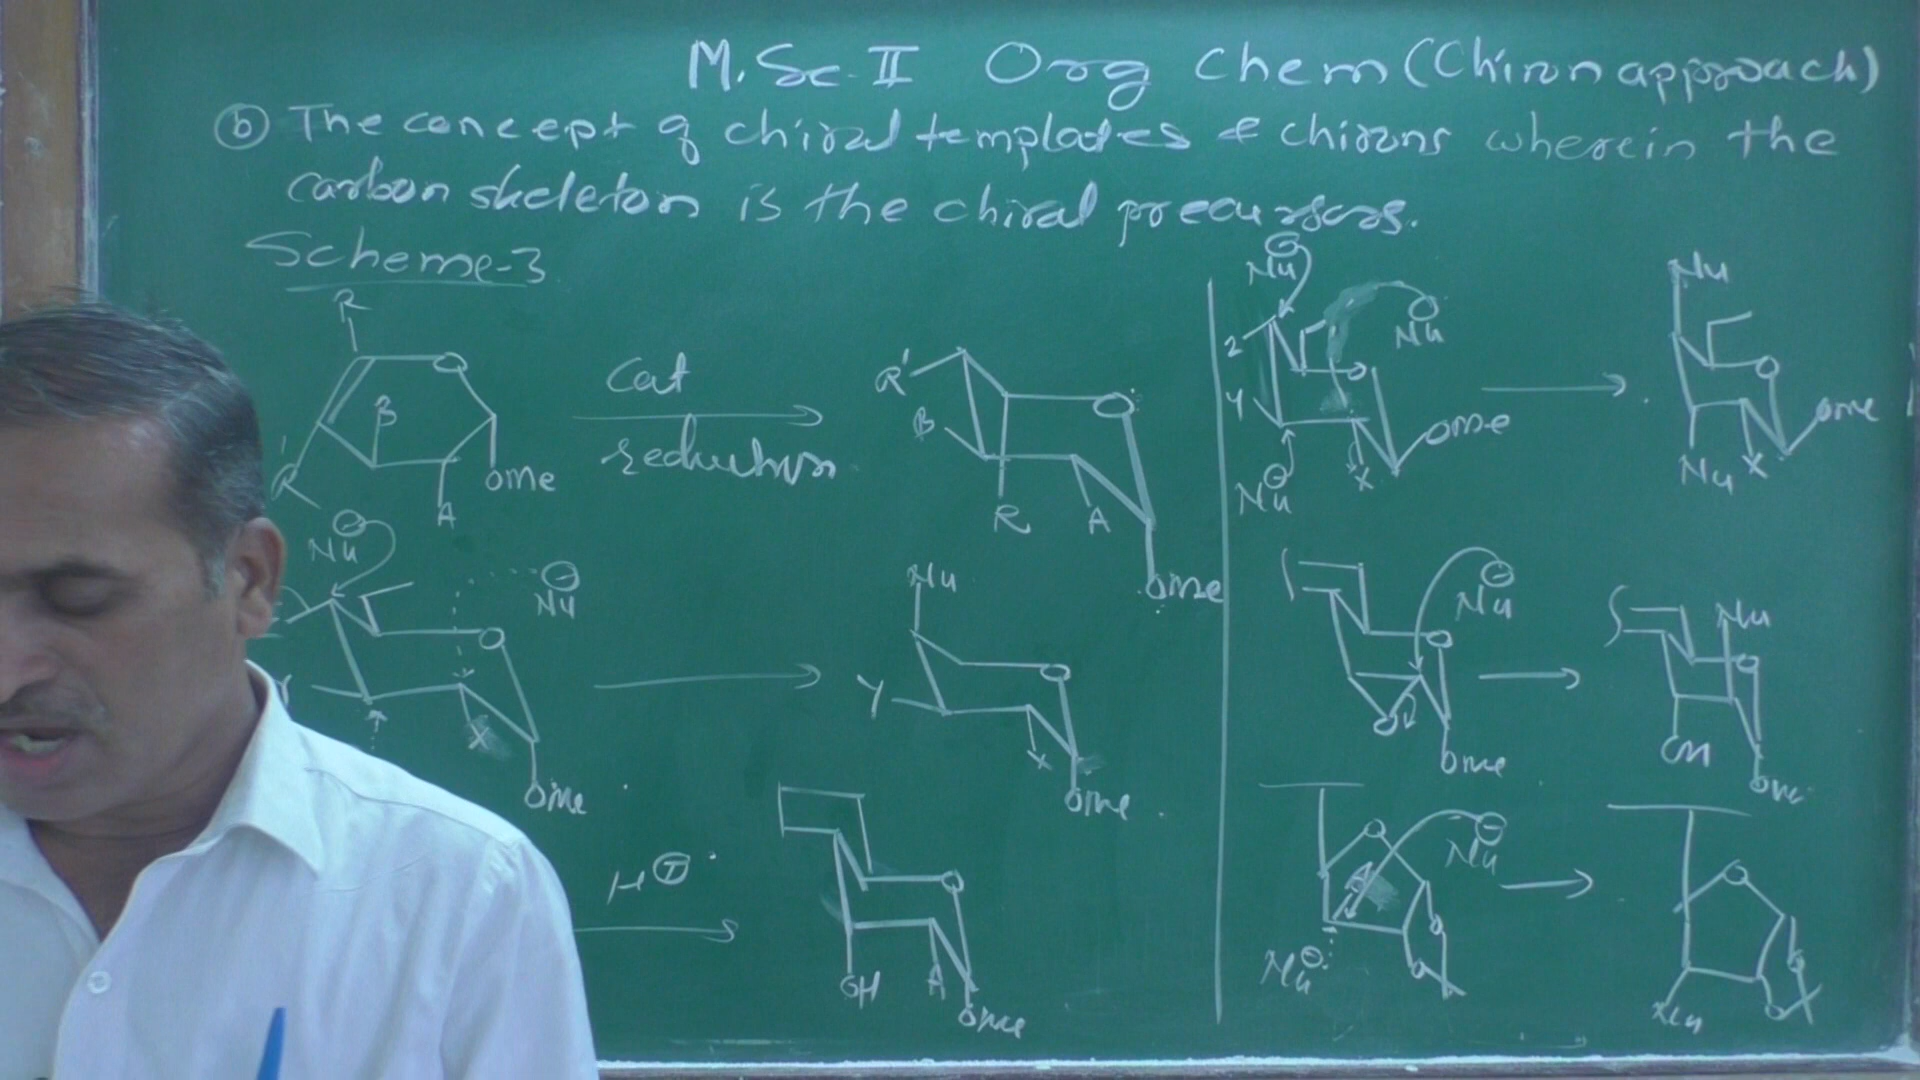 M.Sc-II Org Chem (Chiron approach)
(b) The concept of chiral templates & chirons wherein the
carbon skeleton is the chiral precursors.
Scheme-3
R
B
R'
OMe
A
Cat
reduction
R'
B
R
A
OMe
Nu
Nu
X
OMe
Nu
Y
X
OMe
H⊕
OH
A
OMe
Nu
Z
Y
Nu
Nu
X
OMe
Nu
Nu
X
OMe
Nu
O
OMe
Nu
OMe
O
Nu
Nu
O
O
O
O
O